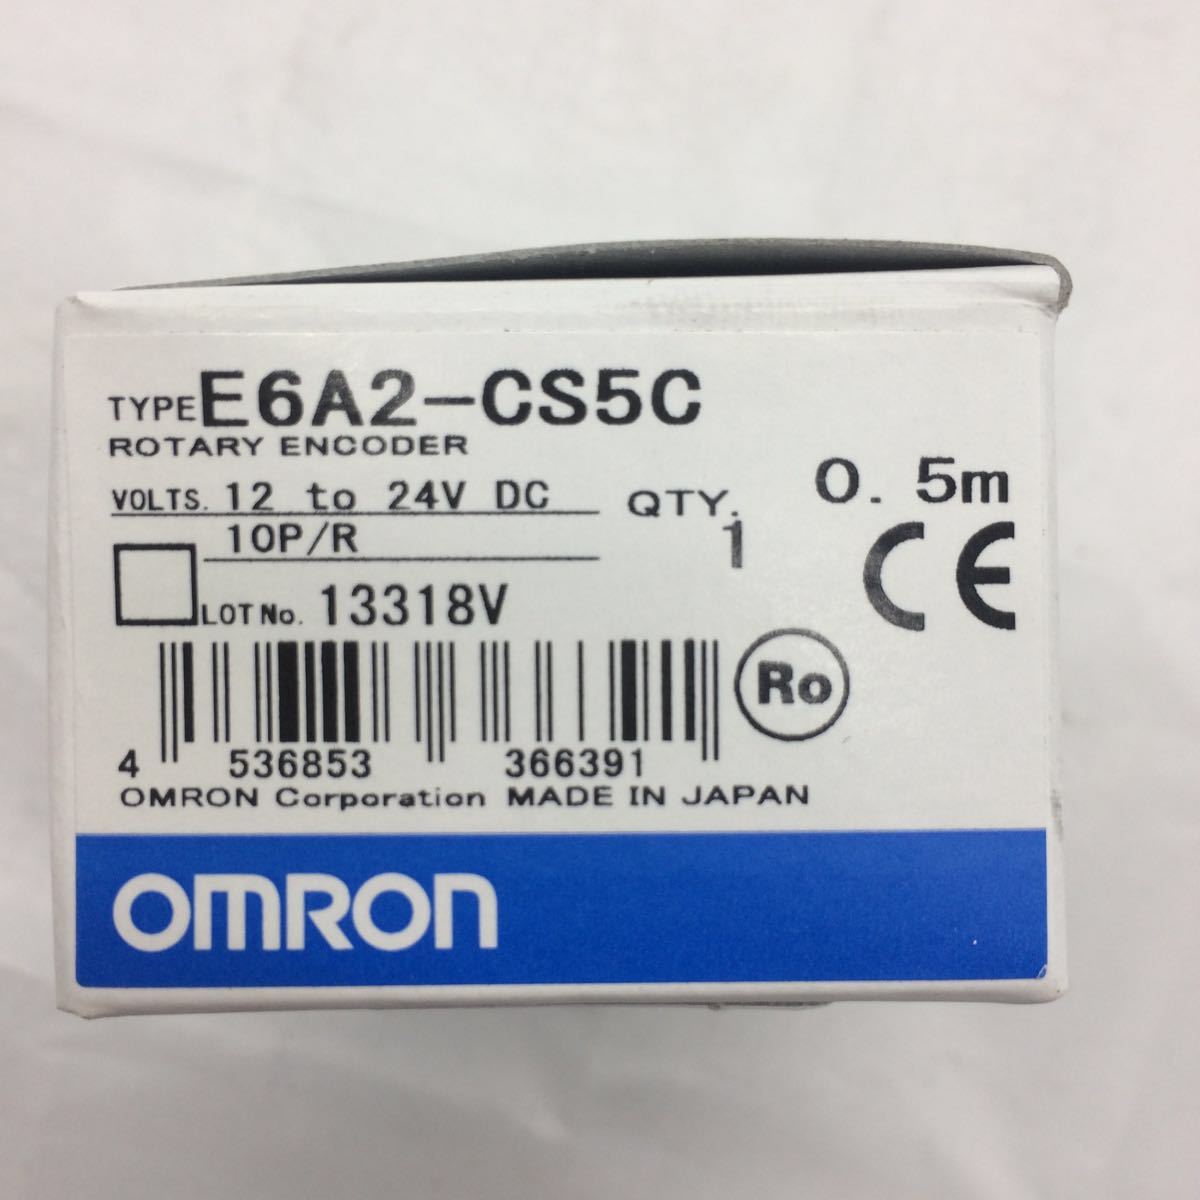 TYPE E6A2-CS5C
ROTARY ENCODER
VOLTS. 12 to 24V DC QTY. 1 0. 5m
10P/R
CE
LOT No. 13318V
Ro
4 536853 366391
OMRON Corporation MADE IN JAPAN
OMRON